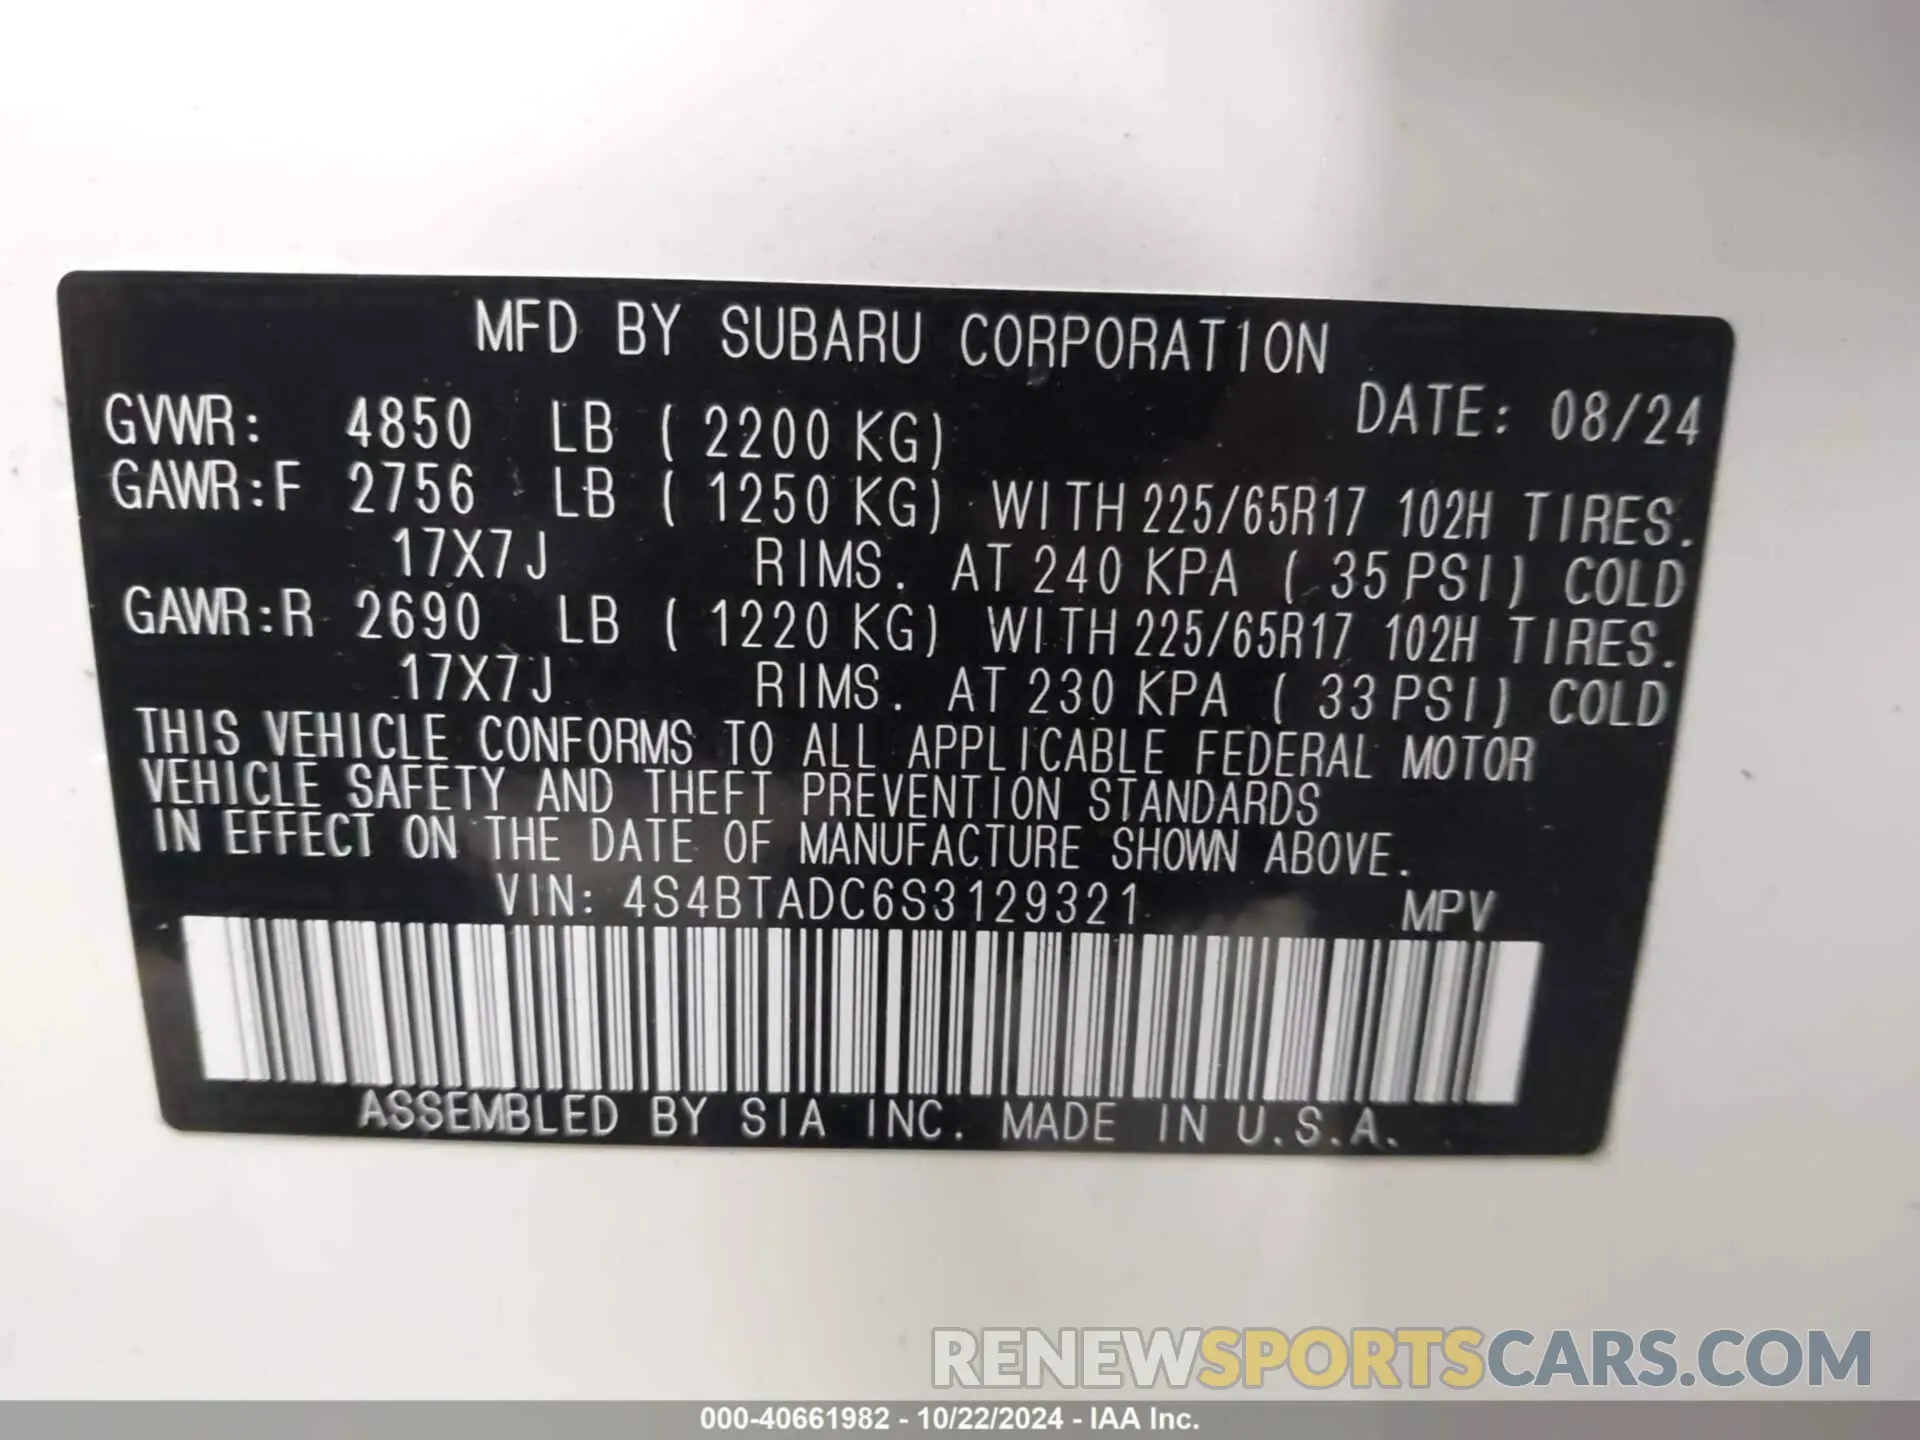 MFD BY SUBARU CORPORATION
DATE: 08/24
GVWR: 4850 LB ( 2200 KG)
GAWR:F 2756 LB ( 1250 KG) WITH 225/65R17 102H TIRES.
17X7J RIMS. AT 240 KPA ( 35 PSI) COLD
GAWR:R 2690 LB ( 1220 KG) WITH 225/65R17 102H TIRES.
17X7J RIMS. AT 230 KPA ( 33 PSI) COLD
THIS VEHICLE CONFORMS TO ALL APPLICABLE FEDERAL MOTOR
VEHICLE SAFETY AND THEFT PREVENTION STANDARDS
IN EFFECT ON THE DATE OF MANUFACTURE SHOWN ABOVE.
VIN: 4S4BTADC6S3129321 MPV
ASSEMBLED BY SIA INC. MADE IN U.S.A.
RENEWSPORTSCARS.COM
000-40661982 - 10/22/2024 - IAA Inc.